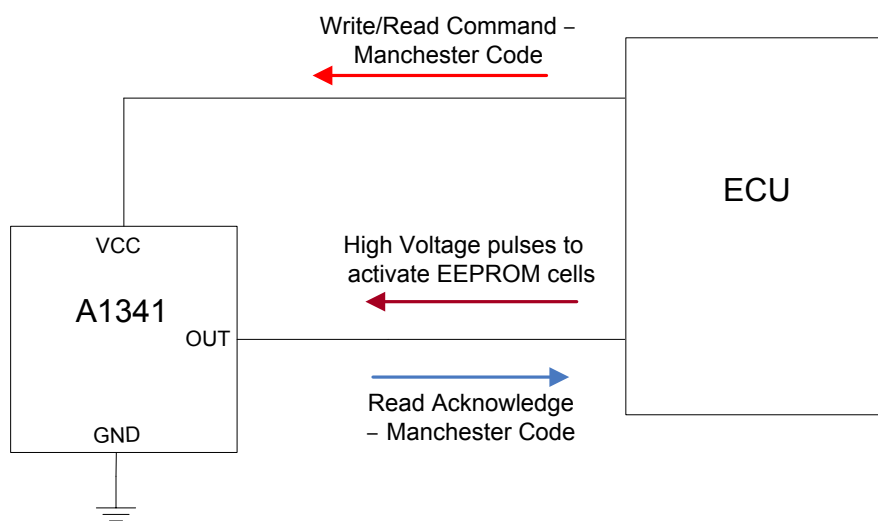 Write/Read Command –
Manchester Code
ECU
VCC
High Voltage pulses to
activate EEPROM cells
A1341
OUT
Read Acknowledge
– Manchester Code
GND